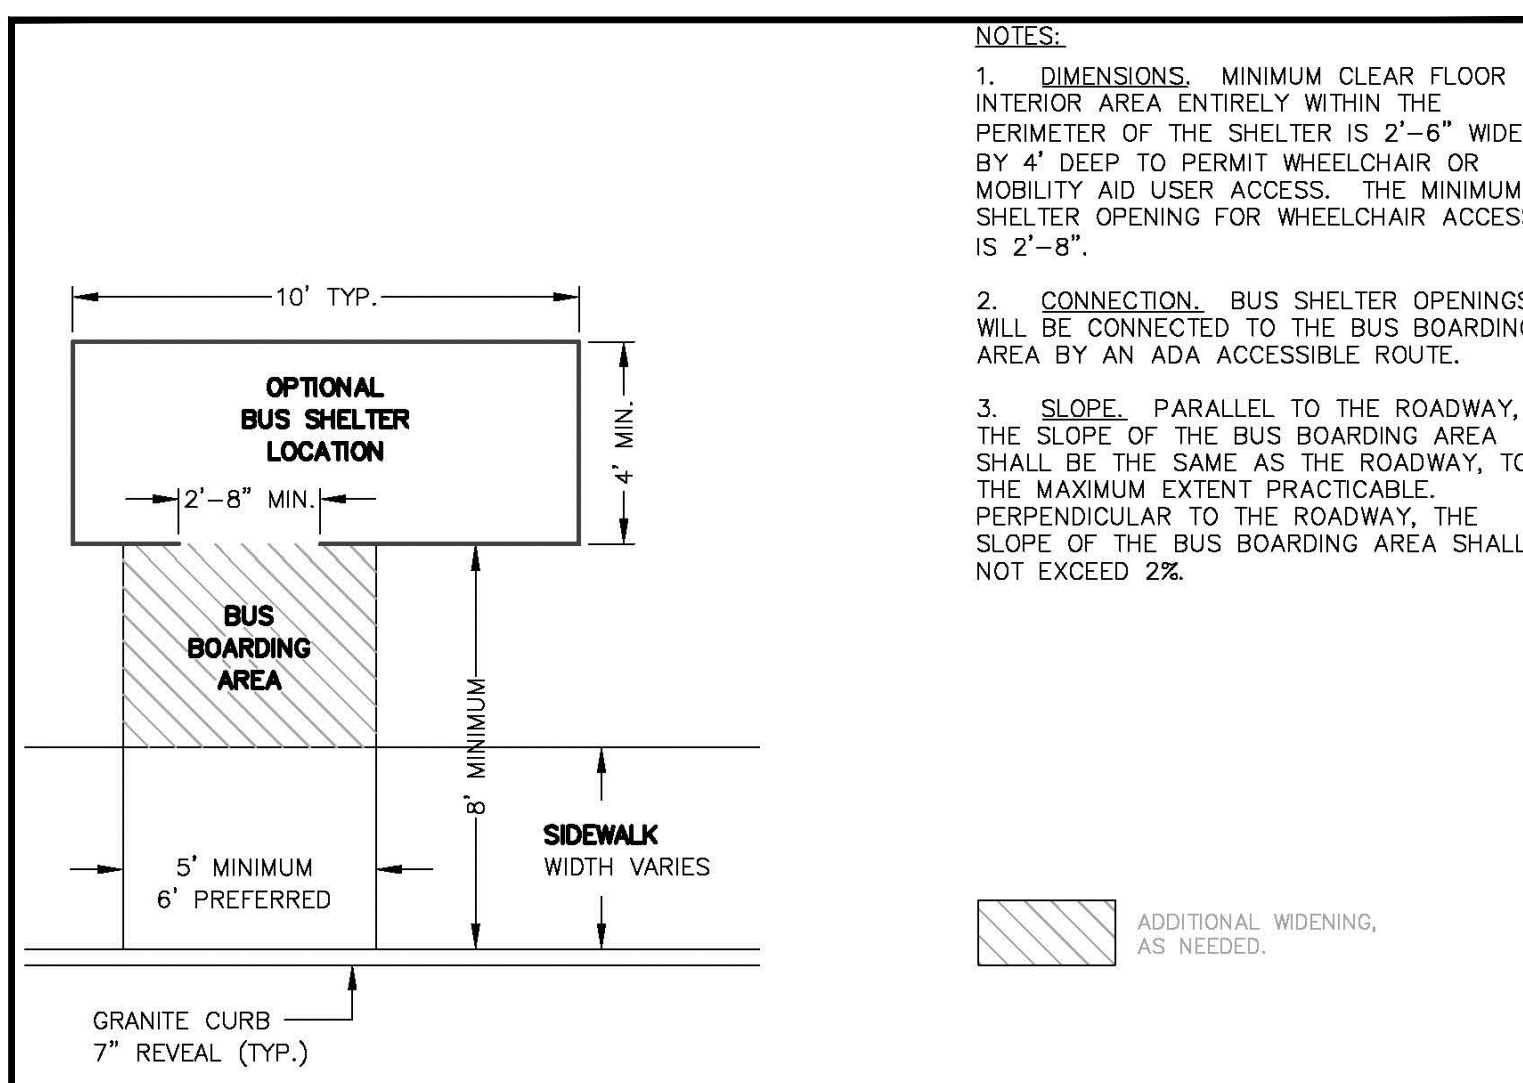 NOTES:
1. DIMENSIONS. MINIMUM CLEAR FLOOR
INTERIOR AREA ENTIRELY WITHIN THE
PERIMETER OF THE SHELTER IS 2'-6" WIDE
BY 4' DEEP TO PERMIT WHEELCHAIR OR
MOBILITY AID USER ACCESS. THE MINIMUM
SHELTER OPENING FOR WHEELCHAIR ACCESS
IS 2'-8".
2. CONNECTION. BUS SHELTER OPENINGS
WILL BE CONNECTED TO THE BUS BOARDING
AREA BY AN ADA ACCESSIBLE ROUTE.
3. SLOPE. PARALLEL TO THE ROADWAY,
THE SLOPE OF THE BUS BOARDING AREA
SHALL BE THE SAME AS THE ROADWAY, TO
THE MAXIMUM EXTENT PRACTICABLE.
PERPENDICULAR TO THE ROADWAY, THE
SLOPE OF THE BUS BOARDING AREA SHALL
NOT EXCEED 2%.
10' TYP.
OPTIONAL
BUS SHELTER
LOCATION
4' MIN.
2'-8" MIN.
BUS
BOARDING
AREA
8' MINIMUM
SIDEWALK
WIDTH VARIES
5' MINIMUM
6' PREFERRED
GRANITE CURB
7" REVEAL (TYP.)
ADDITIONAL WIDENING,
AS NEEDED.